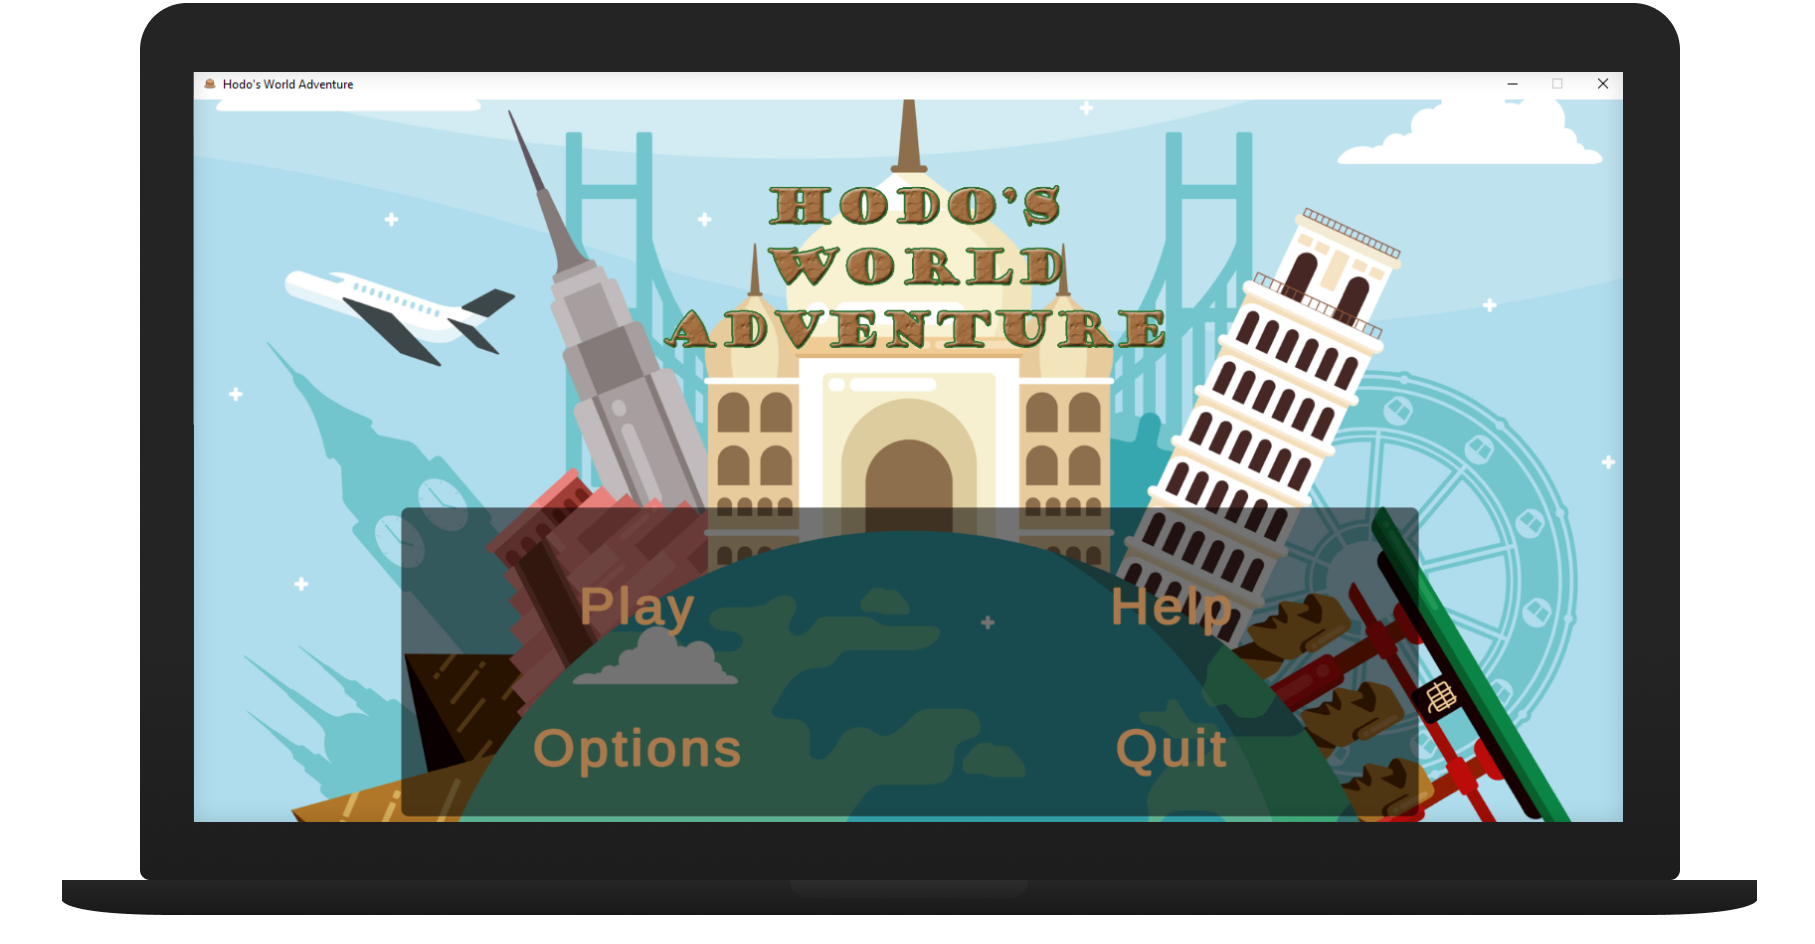 Hodo's World Adventure
HODO'S
WORLD
ADVENTURE
Play Help
Options Quit